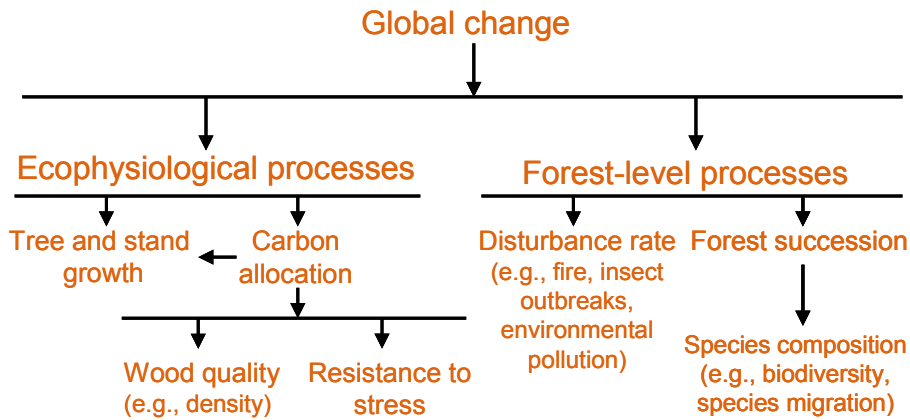 Global change
Ecophysiological processes
Forest-level processes
Tree and stand
growth
Carbon
allocation
Disturbance rate
(e.g., fire, insect
outbreaks,
environmental
pollution)
Forest succession
Wood quality
(e.g., density)
Resistance to
stress
Species composition
(e.g., biodiversity,
species migration)